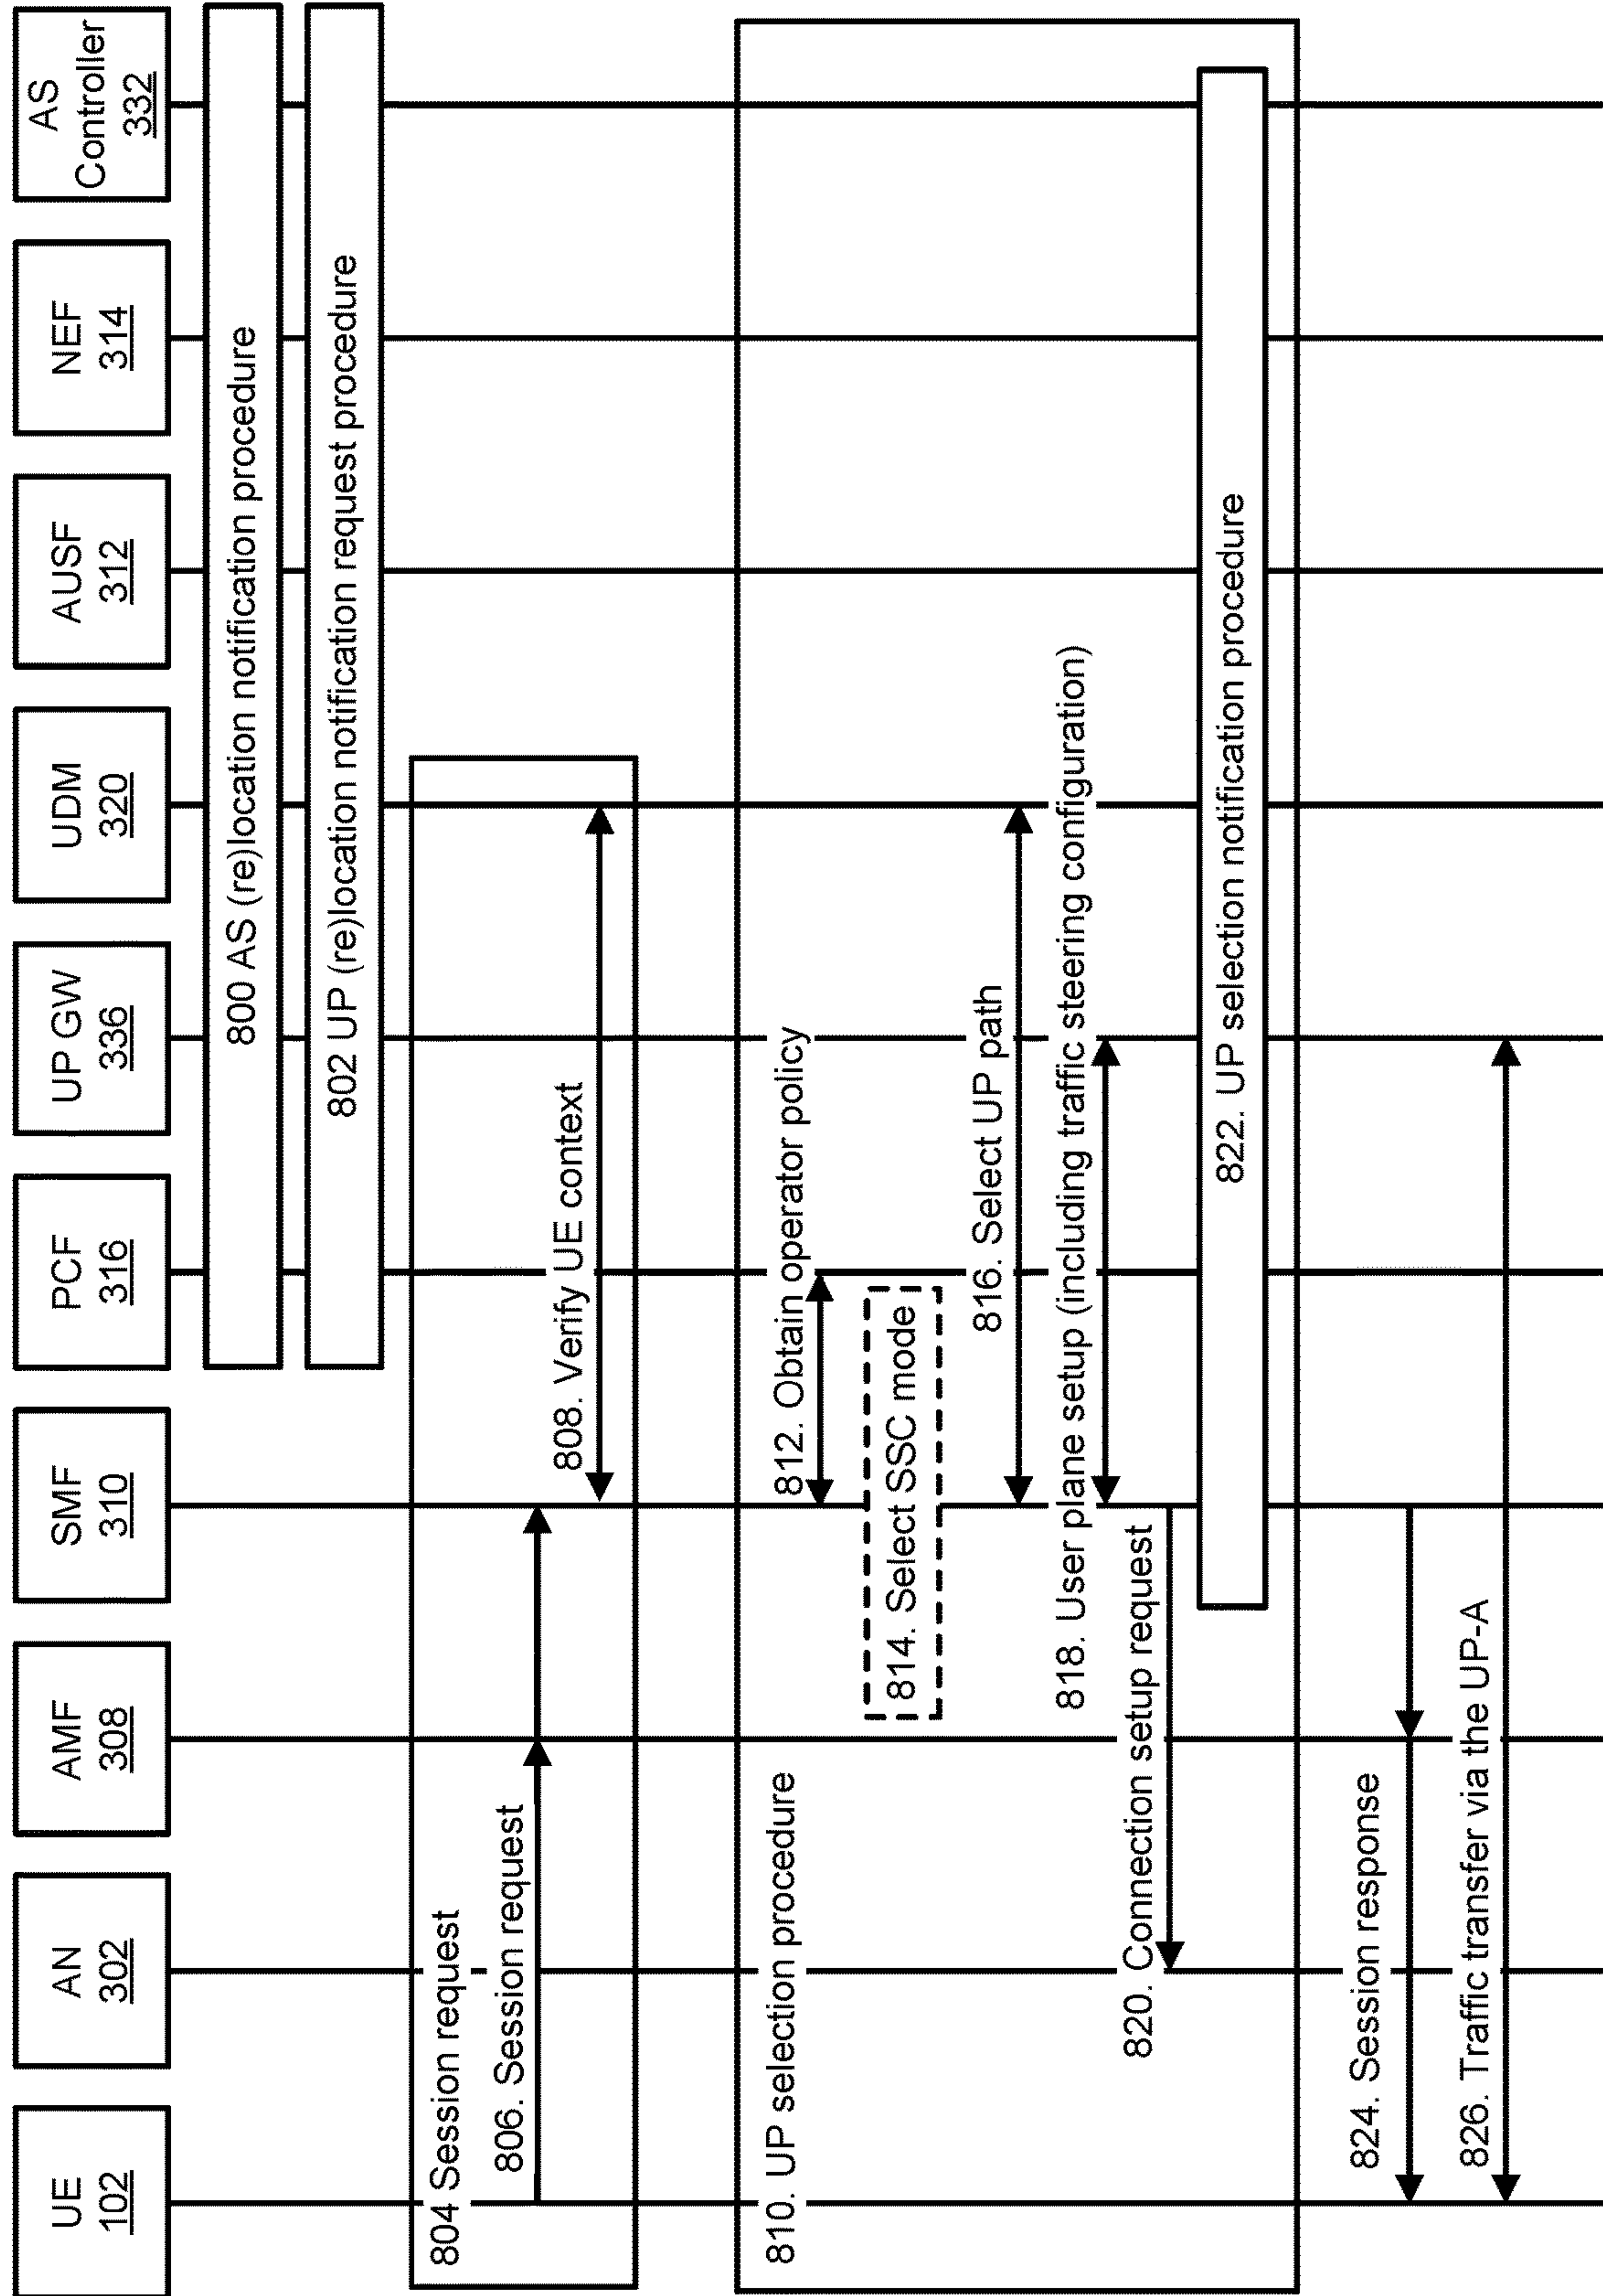 UE
102
AN
302
AMF
308
SMF
310
PCF
316
UP GW
336
UDM
320
AUSF
312
NEF
314
AS
Controller
332
800 AS (re)location notification procedure
802 UP (re)location notification request procedure
804 Session request
806. Session request
808. Verify UE context
810. UP selection procedure
812. Obtain operator policy
814. Select SSC mode
816. Select UP path
818. User plane setup (including traffic steering configuration)
820. Connection setup request
822. UP selection notification procedure
824. Session response
826. Traffic transfer via the UP-A